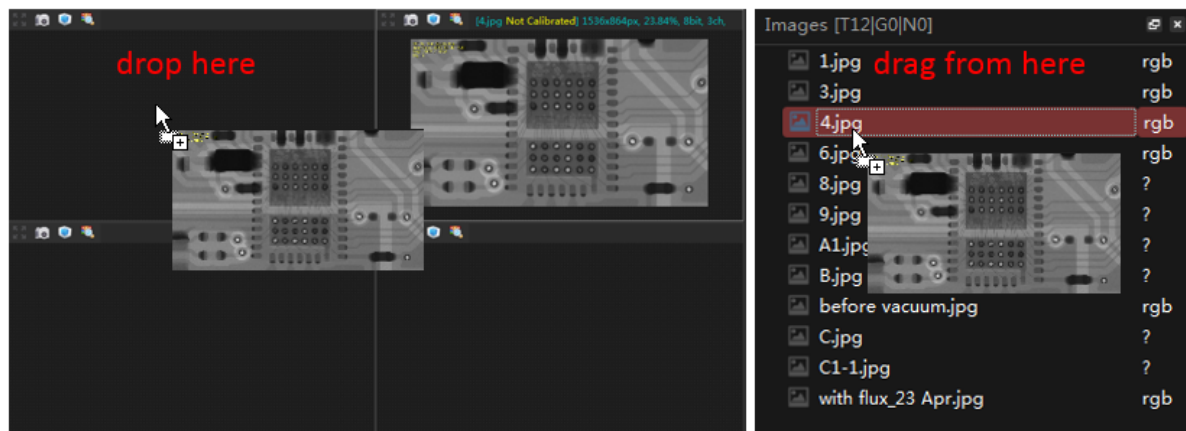 [4.jpg Not Calibrated] 1536x864px, 23.84%, 8bit, 3ch,
drop here
Images [T12|G0|N0]
1.jpg rgb
drag from here
3.jpg rgb
4.jpg rgb
6.jpg rgb
8.jpg ?
9.jpg ?
A1.jpg ?
B.jpg ?
before vacuum.jpg rgb
C.jpg ?
C1-1.jpg ?
with flux_23 Apr.jpg rgb